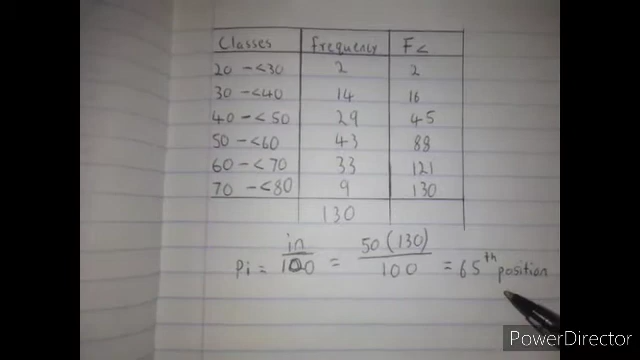 Classes frequency F<
20 - <30 2 2
30 - <40 14 16
40 - <50 29 45
50 - <60 43 88
60 - <70 33 121
70 - <80 9 130
130
Pi = in/100 = 50(130)/100 = 65th position
PowerDirector